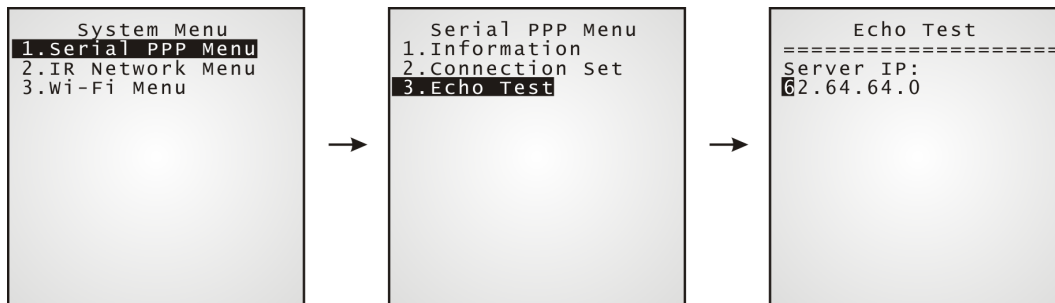 System Menu
1.Serial PPP Menu
2.IR Network Menu
3.Wi-Fi Menu
Serial PPP Menu
1.Information
2.Connection Set
3.Echo Test
Echo Test
====================
Server IP:
62.64.64.0